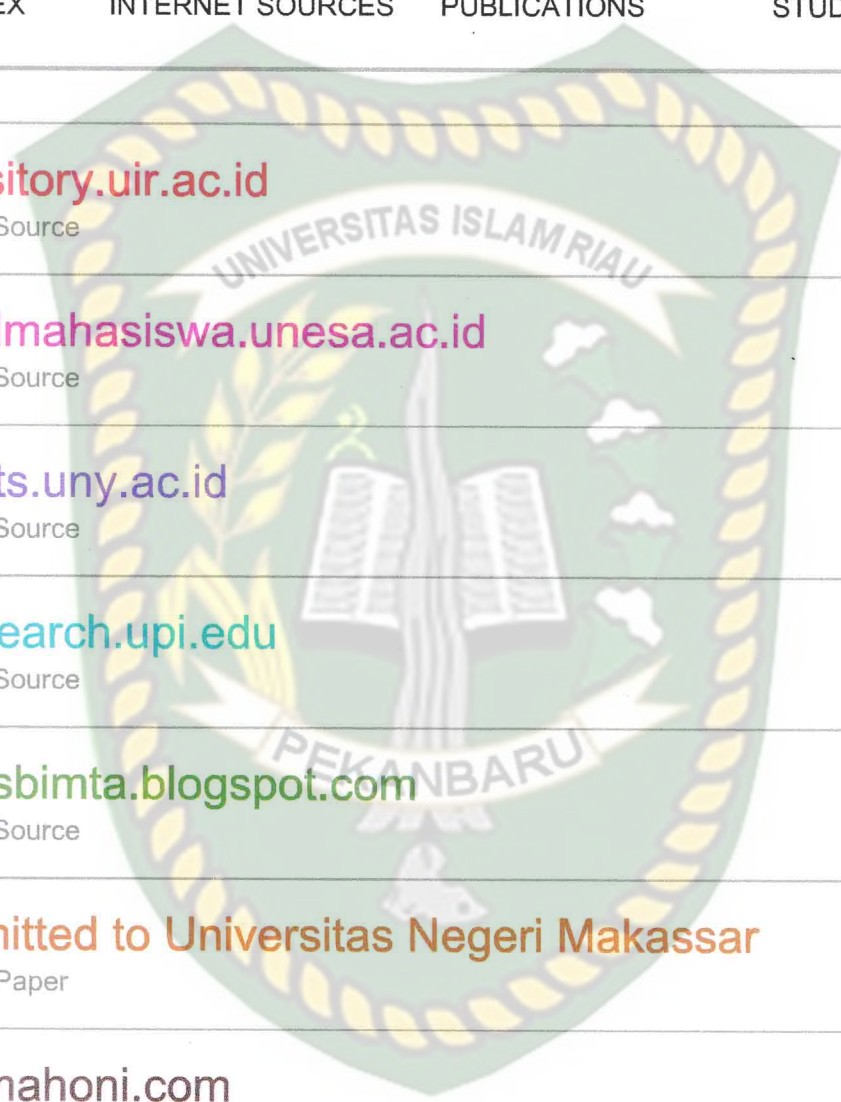 EX INTERNET SOURCES PUBLICATIONS STUD
sitory.uir.ac.id
Source
UNIVERSITAS ISLAM RIAU
lmahasiswa.unesa.ac.id
Source
ts.uny.ac.id
Source
earch.upi.edu
Source
PEKANBARU
sbimta.blogspot.com
Source
nitted to Universitas Negeri Makassar
Paper
nahoni.com